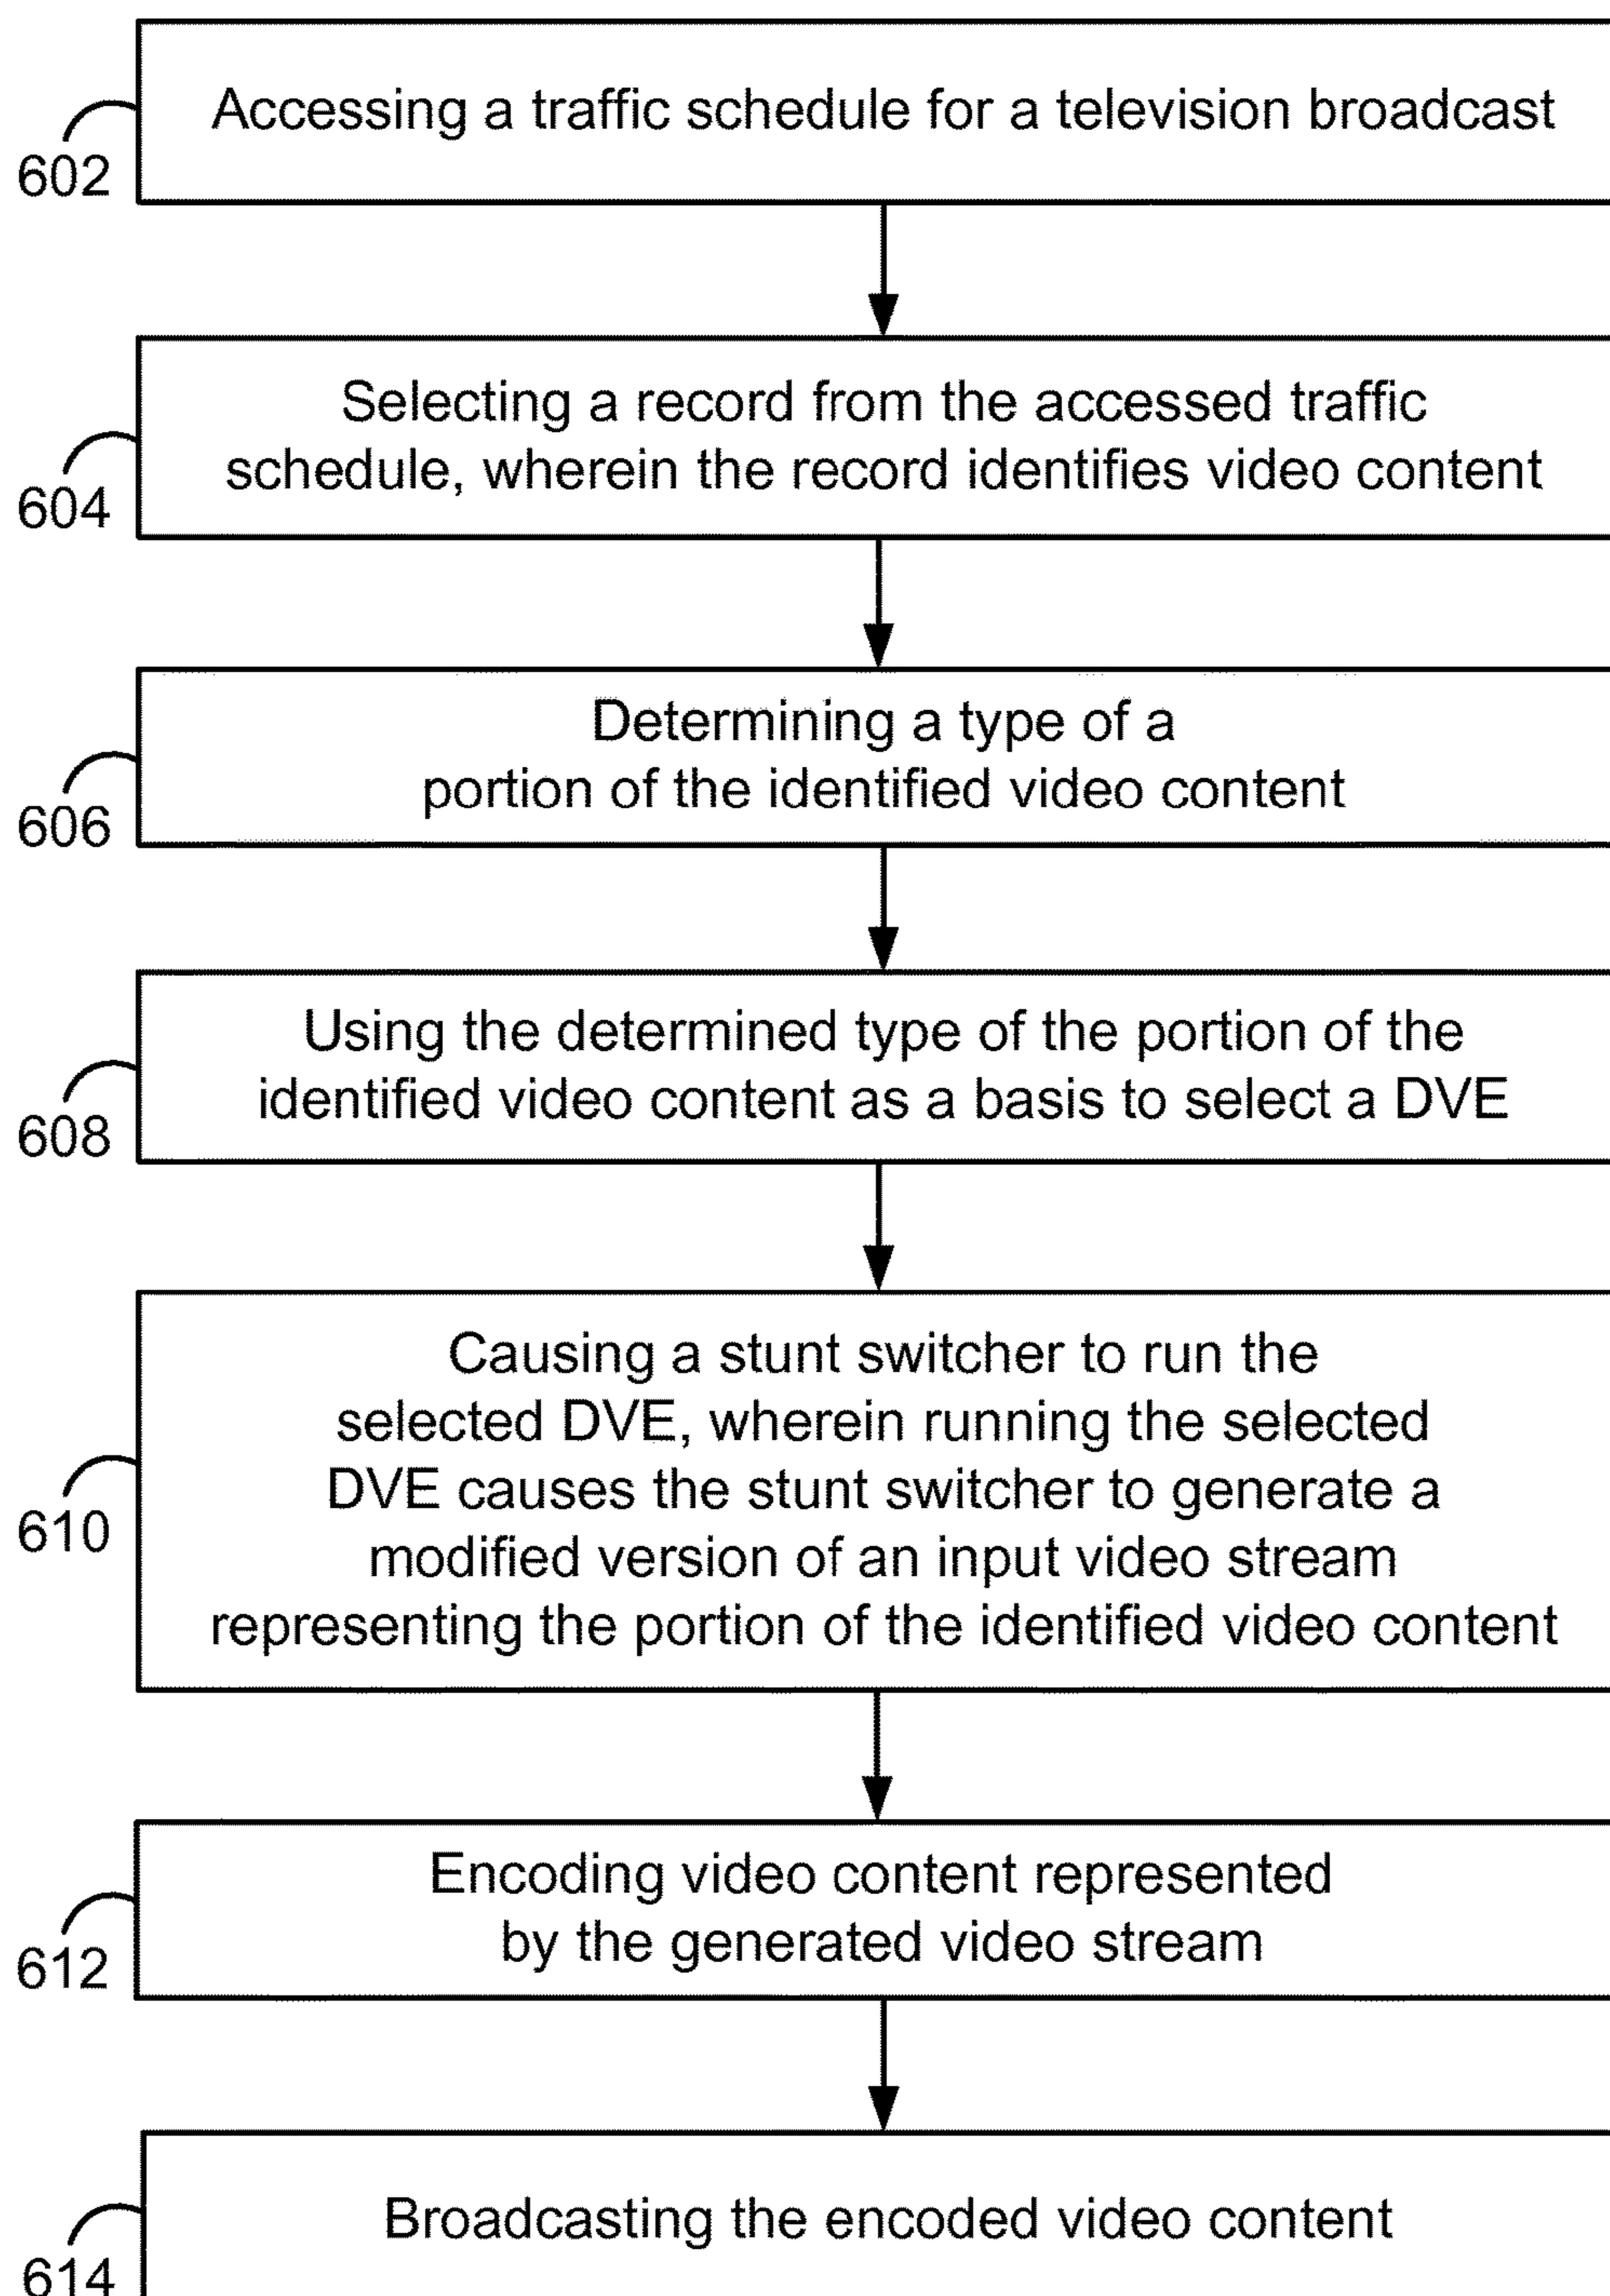 Accessing a traffic schedule for a television broadcast
602
Selecting a record from the accessed traffic
schedule, wherein the record identifies video content
604
Determining a type of a
portion of the identified video content
606
Using the determined type of the portion of the
identified video content as a basis to select a DVE
608
Causing a stunt switcher to run the
selected DVE, wherein running the selected
DVE causes the stunt switcher to generate a
modified version of an input video stream
representing the portion of the identified video content
610
Encoding video content represented
by the generated video stream
612
Broadcasting the encoded video content
614